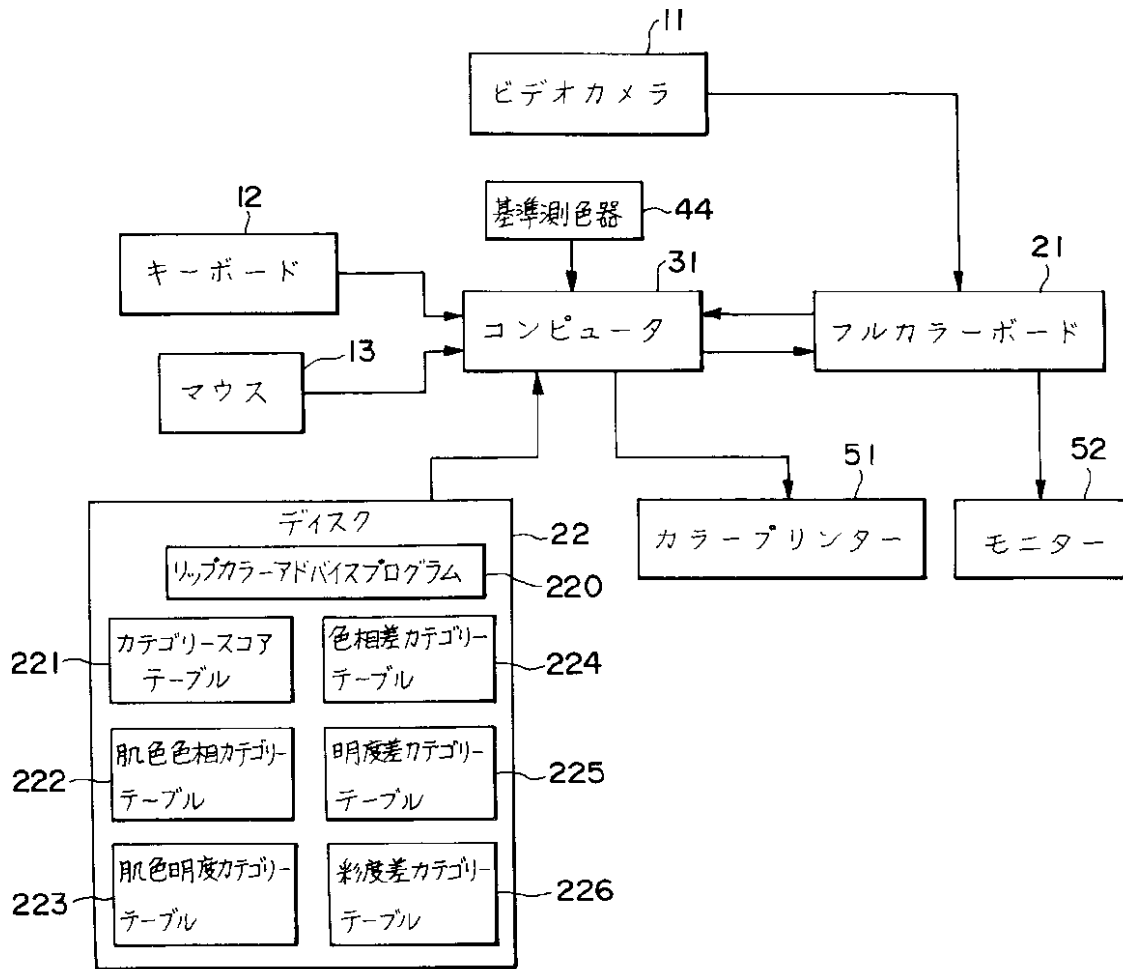 11
ビデオカメラ
12
基準測色器
44
キーボード
31
21
コンピュータ
フルカラーボード
13
マウス
51
52
ディスク
22
カラープリンター
モニター
リップカラーアドバイスプログラム
220
221
カテゴリースコア
テーブル
色相差カテゴリー
テーブル
224
222
肌色色相カテゴリー
テーブル
明度差カテゴリー
テーブル
225
223
肌色明度カテゴリー
テーブル
彩度差カテゴリー
テーブル
226